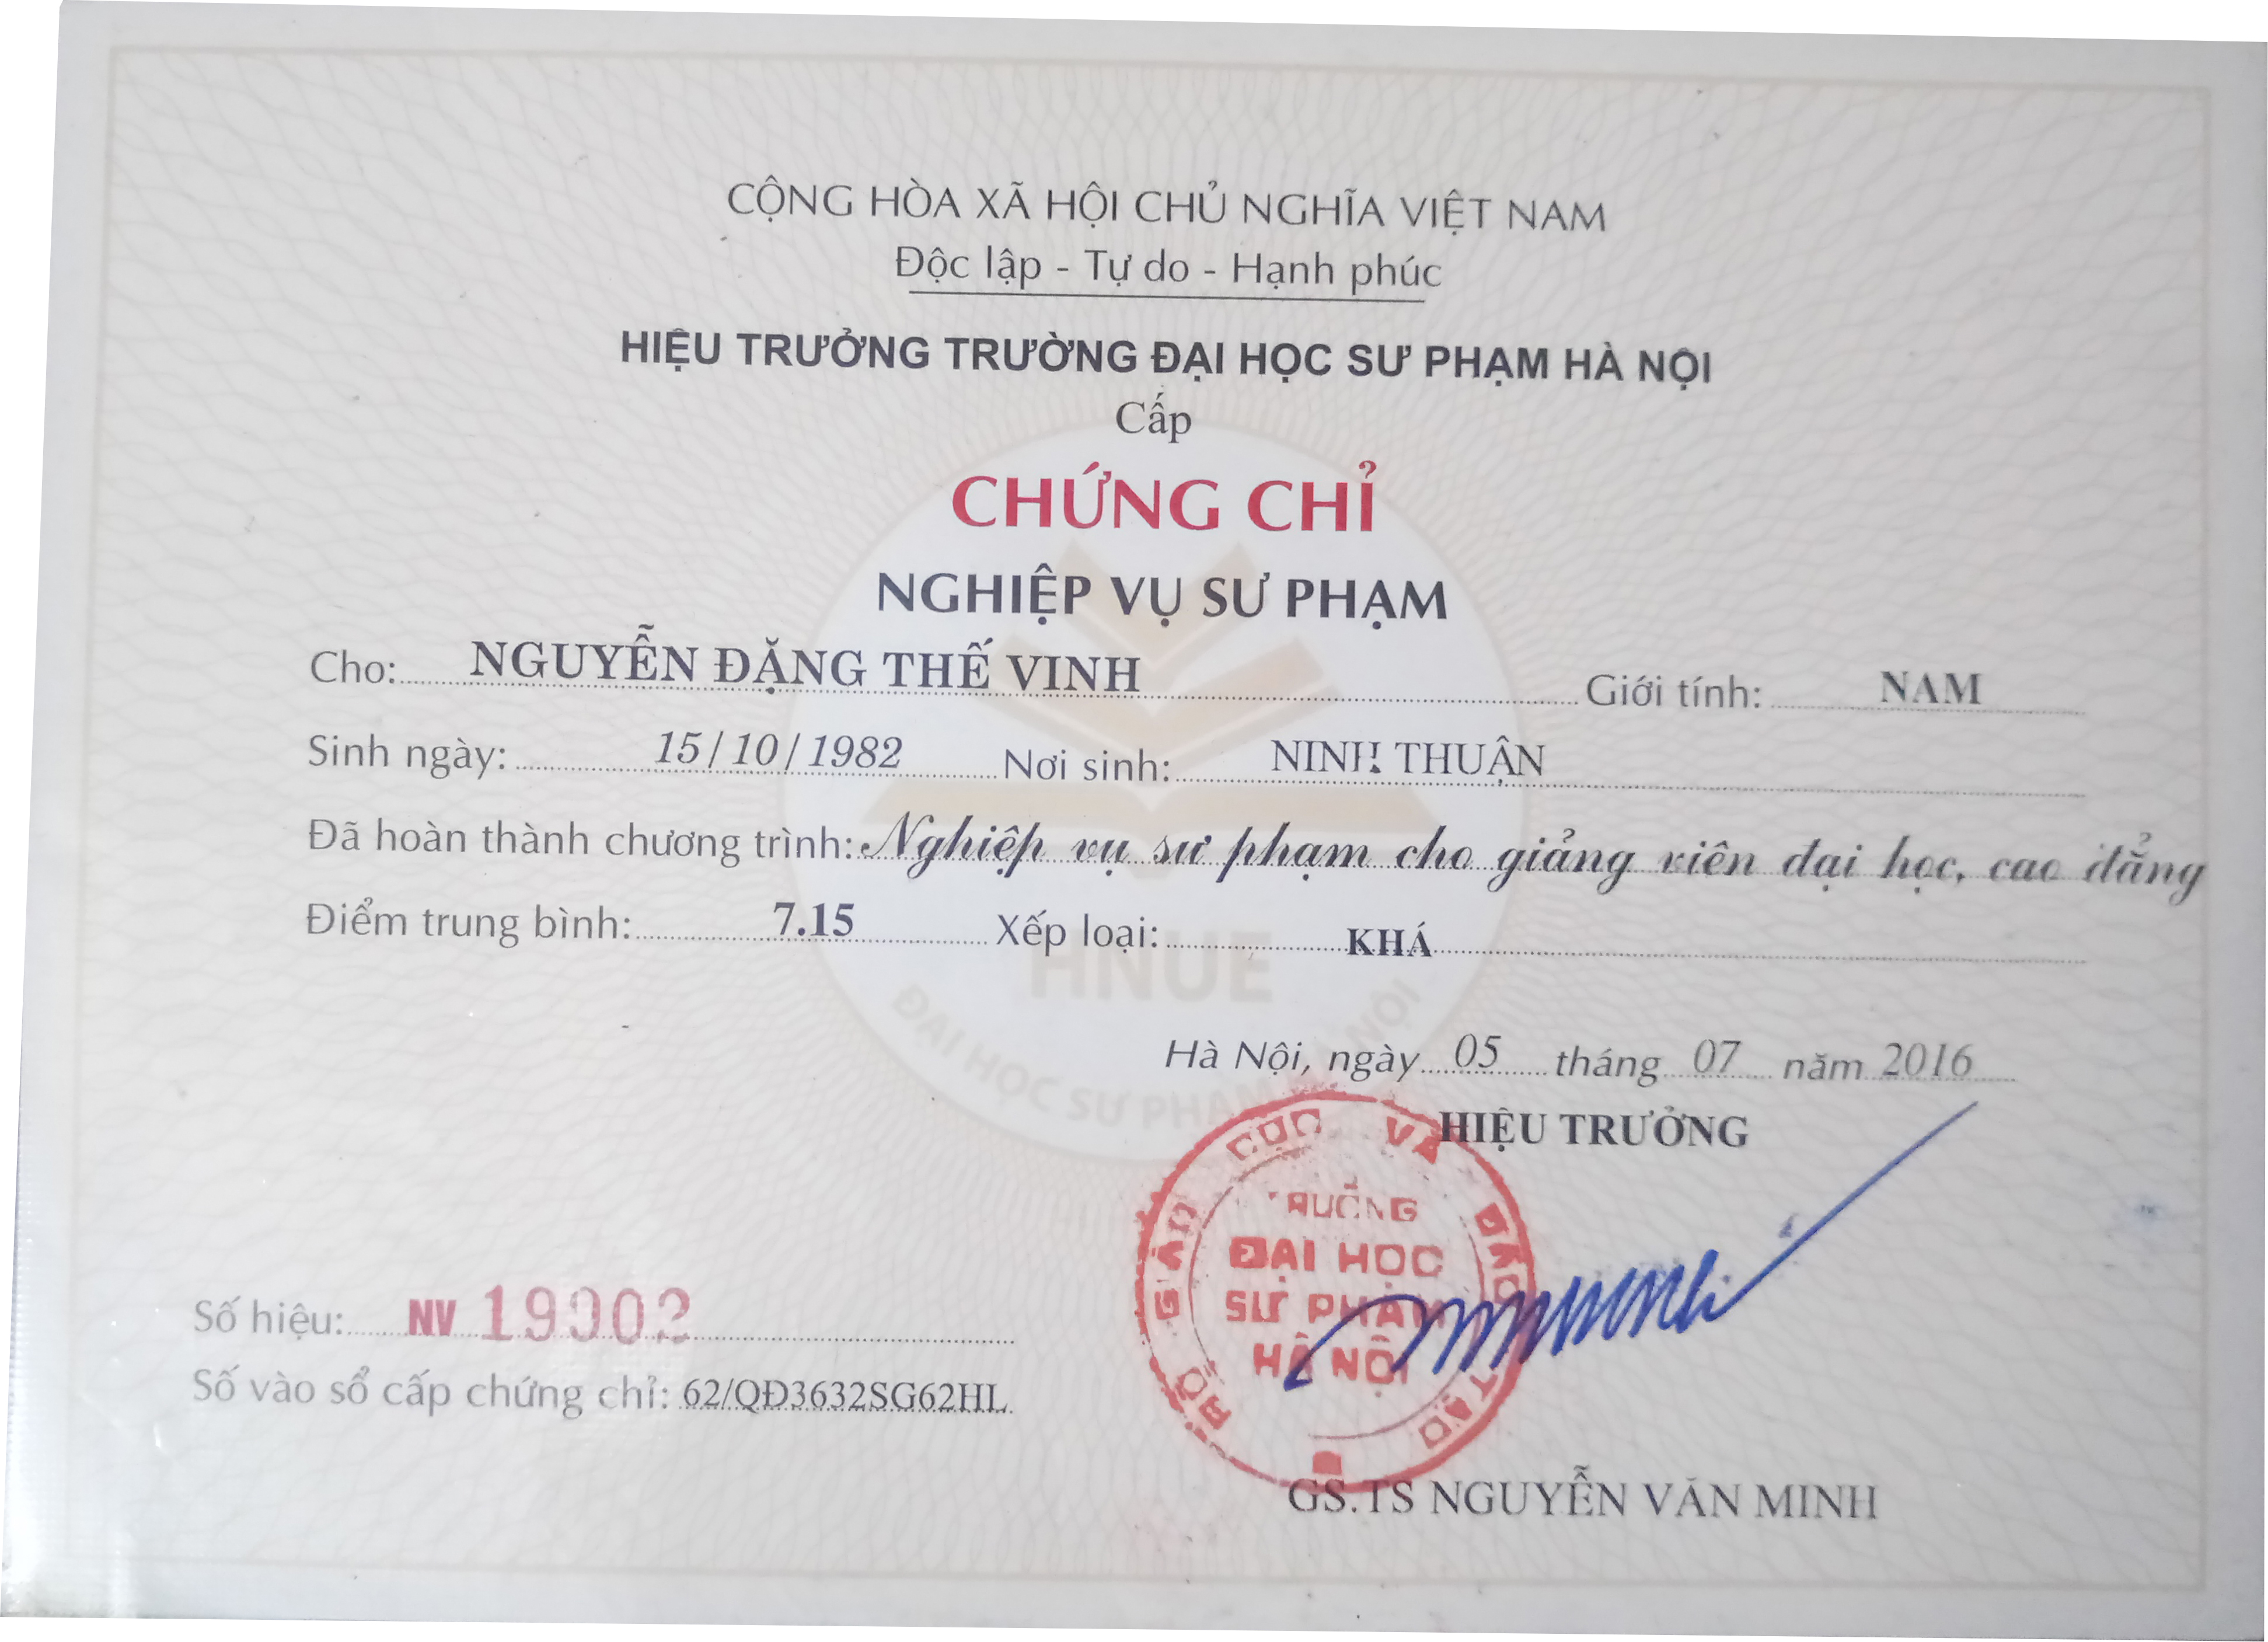 CỘNG HÒA XÃ HỘI CHỦ NGHĨA VIỆT NAM
Độc lập - Tự do - Hạnh phúc
HIỆU TRƯỞNG TRƯỜNG ĐẠI HỌC SƯ PHẠM HÀ NỘI
Cấp
CHỨNG CHỈ
NGHIỆP VỤ SƯ PHẠM
Cho: NGUYỄN ĐẶNG THẾ VINH Giới tính: NAM
Sinh ngày: 15/10/1982 Nơi sinh: NINH THUẬN
Đã hoàn thành chương trình: Nghiệp vụ sư phạm cho giảng viên đại học, cao đẳng
Điểm trung bình: 7.15 Xếp loại: KHÁ
HNUE
ĐẠI HỌC SƯ PHẠM HÀ NỘI
Hà Nội, ngày 05 tháng 07 năm 2016
HIỆU TRƯỞNG
BỘ GIÁO DỤC VÀ ĐÀO TẠO
TRƯỜNG
ĐẠI HỌC
SƯ PHẠM
HÀ NỘI
Số hiệu: NV 19902
Số vào sổ cấp chứng chỉ: 62/QĐ3632SG62HL
GS.TS NGUYỄN VĂN MINH